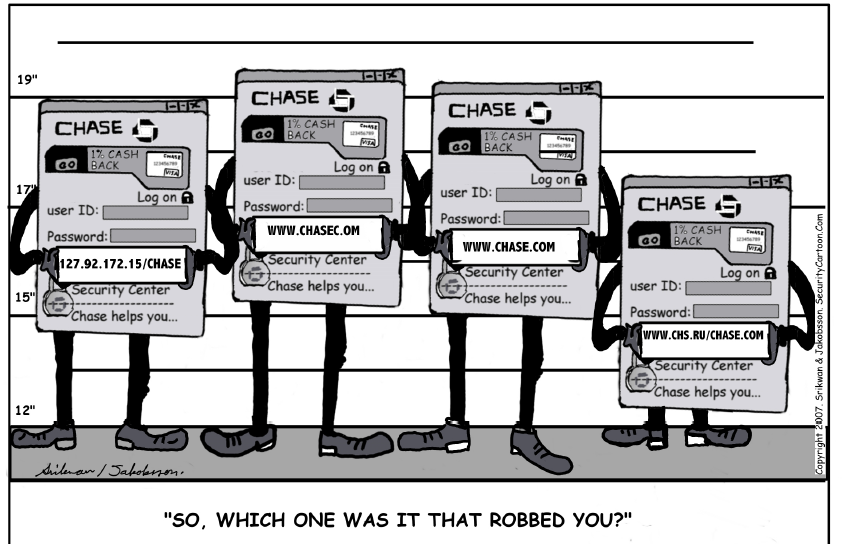 19"
17"
15"
12"
CHASE
GO
1% CASH
BACK
CHASE
123456789
VISA
Log on
user ID:
Password:
127.92.172.15/CHASE
Security Center
Chase helps you...
CHASE
GO
1% CASH
BACK
CHASE
123456789
VISA
Log on
user ID:
Password:
WWW.CHASEC.OM
Security Center
Chase helps you...
CHASE
GO
1% CASH
BACK
CHASE
123456789
VISA
Log on
user ID:
Password:
WWW.CHASE.COM
Security Center
Chase helps you...
CHASE
GO
1% CASH
BACK
CHASE
123456789
VISA
Log on
user ID:
Password:
WWW.CHS.RU/CHASE.COM
Security Center
Chase helps you...
Copyright 2007. Srikwan & Jakobsson. SecurityCartoon.Com
Srikwan / Jakobsson.
"SO, WHICH ONE WAS IT THAT ROBBED YOU?"